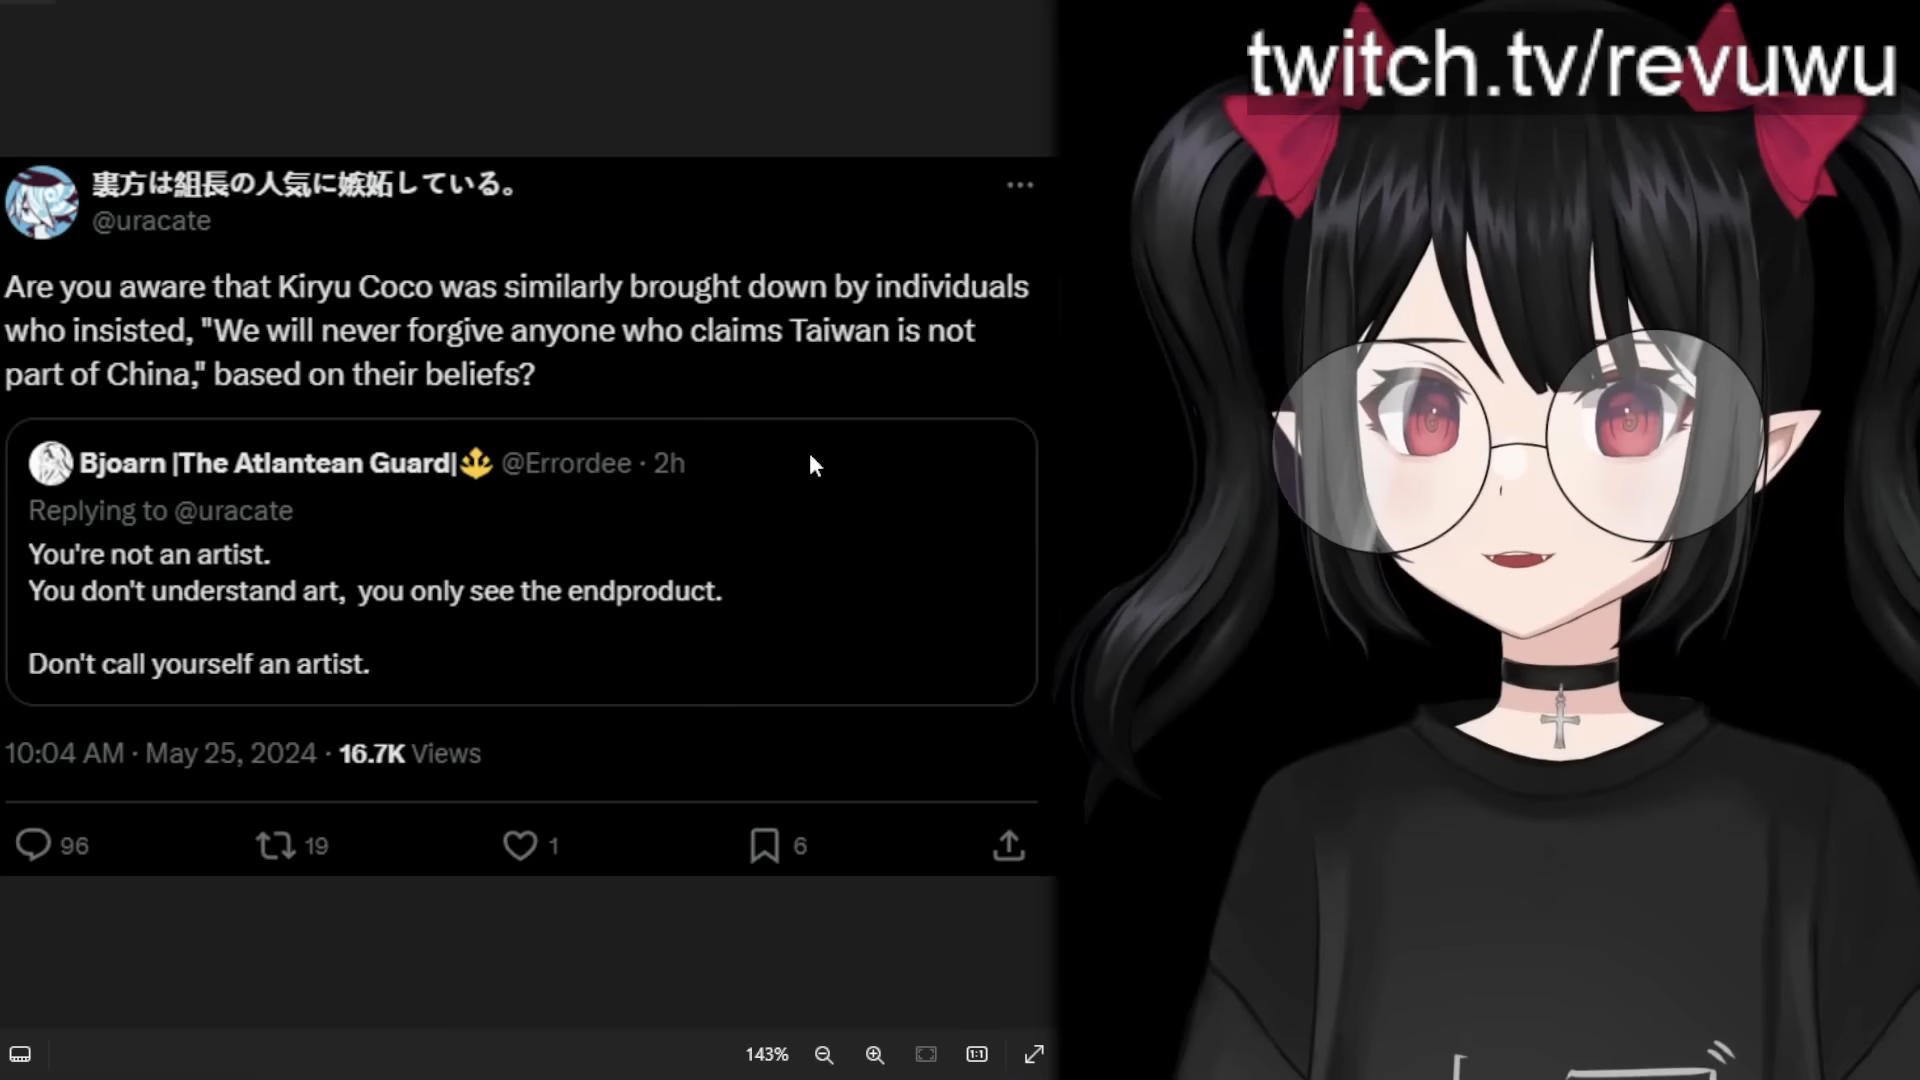 twitch.tv/revuwu
裏方は組長の人気に嫉妬している。
@uracate
Are you aware that Kiryu Coco was similarly brought down by individuals
who insisted, "We will never forgive anyone who claims Taiwan is not
part of China," based on their beliefs?
Bjoarn |The Atlantean Guard| @Errordee · 2h
Replying to @uracate
You're not an artist.
You don't understand art, you only see the endproduct.
Don't call yourself an artist.
10:04 AM · May 25, 2024 · 16.7K Views
96 19 1 6
143% 1:1